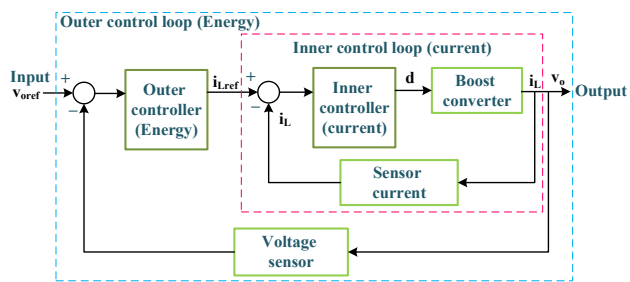 Outer control loop (Energy)
Inner control loop (current)
Input
v_oref
+
−
Outer
controller
(Energy)
i_Lref
+
−
i_L
Inner
controller
(current)
d
Boost
converter
i_L
v_o
Output
Sensor
current
Voltage
sensor